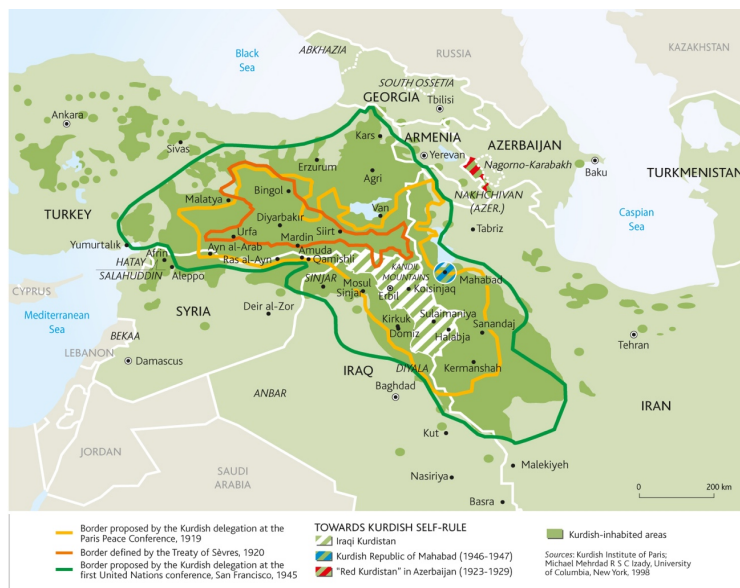 ABKHAZIA
RUSSIA
KAZAKHSTAN
Black
Sea
SOUTH OSSETIA
GEORGIA
Tbilisi
Ankara
Kars
ARMENIA
AZERBAIJAN
Sivas
Yerevan
Nagorno-Karabakh
Baku
TURKMENISTAN
Erzurum
Agri
NAKHCHIVAN
(AZER.)
Bingol
Malatya
Van
Caspian
Sea
TURKEY
Diyarbakir
Siirt
Tabriz
Urfa
Mardin
Yumurtalık
Ayn al-Arab
Amuda
Afrin
HATAY
Ras al-Ayn
Qamishli
KANDIL
MOUNTAINS
Mahabad
SALAHUDDIN
Aleppo
SINJAR
Mosul
Sinjar
Erbil
Koisinjaq
CYPRUS
SYRIA
Deir al-Zor
Kirkuk
Domiz
Sulaimaniya
Halabja
Sanandaj
Mediterranean
Sea
BEKAA
Tehran
LEBANON
Damascus
IRAQ
DIYALA
Kermanshah
Baghdad
ANBAR
IRAN
Kut
JORDAN
SAUDI
ARABIA
Malekiyeh
Nasiriya
Basra
0 200 km
Border proposed by the Kurdish delegation at the
Paris Peace Conference, 1919
Border defined by the Treaty of Sèvres, 1920
Border proposed by the Kurdish delegation at the
first United Nations conference, San Francisco, 1945
TOWARDS KURDISH SELF-RULE
Iraqi Kurdistan
Kurdish Republic of Mahabad (1946-1947)
"Red Kurdistan" in Azerbaijan (1923-1929)
Kurdish-inhabited areas
Sources: Kurdish Institute of Paris;
Michael Mehrdad R S C Izady, University
of Columbia, New York, 1998